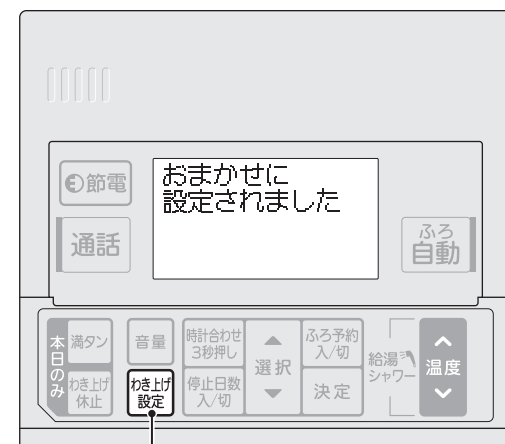 節電
おまかせに
設定されました
通話
ふろ
自動
本日のみ
満タン
わき上げ
休止
音量
わき上げ
設定
時計合わせ
3秒押し
停止日数
入/切
選択
ふろ予約
入/切
決定
給湯
シャワー
温度